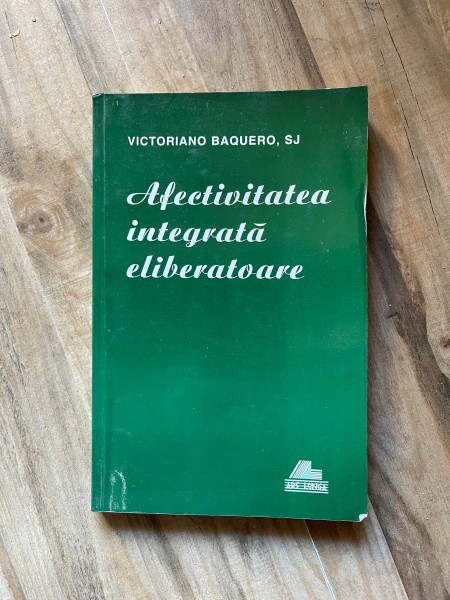 VICTORIANO BAQUERO, SJ
Afectivitatea
integrată
eliberatoare
ARS LONGA